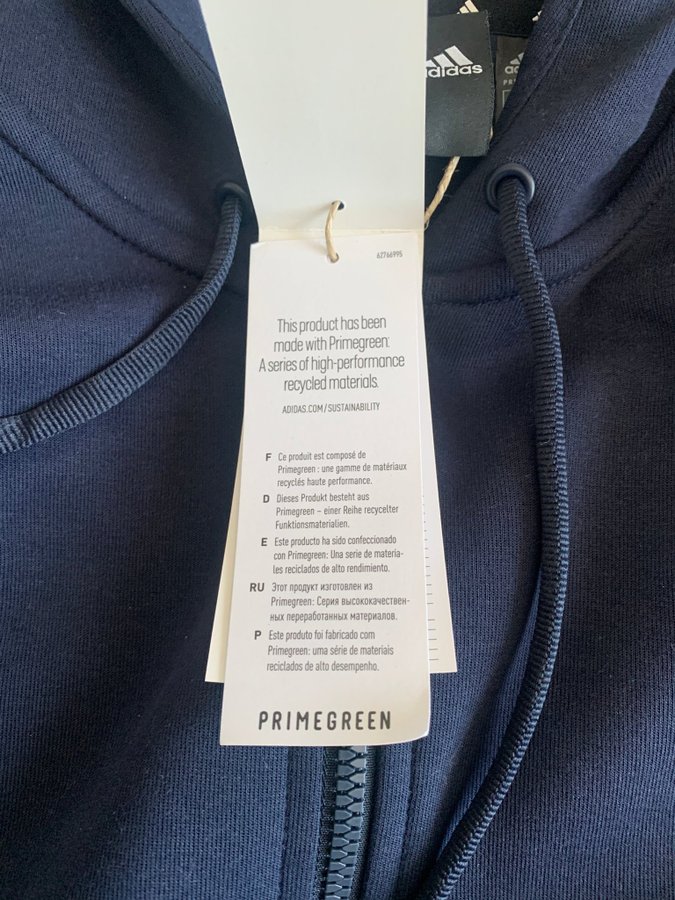 adidas
62766995
This product has been
made with Primegreen:
A series of high-performance
recycled materials.
ADIDAS.COM/SUSTAINABILITY
F Ce produit est composé de
Primegreen : une gamme de matériaux
recyclés haute performance.
D Dieses Produkt besteht aus
Primegreen – einer Reihe recycelter
Funktionsmaterialien.
E Este producto ha sido confeccionado
con Primegreen: Una serie de materia-
les reciclados de alto rendimiento.
RU Этот продукт изготовлен из
Primegreen: Серия высококачествен-
ных переработанных материалов.
P Este produto foi fabricado com
Primegreen: uma série de materiais
reciclados de alto desempenho.
PRIMEGREEN